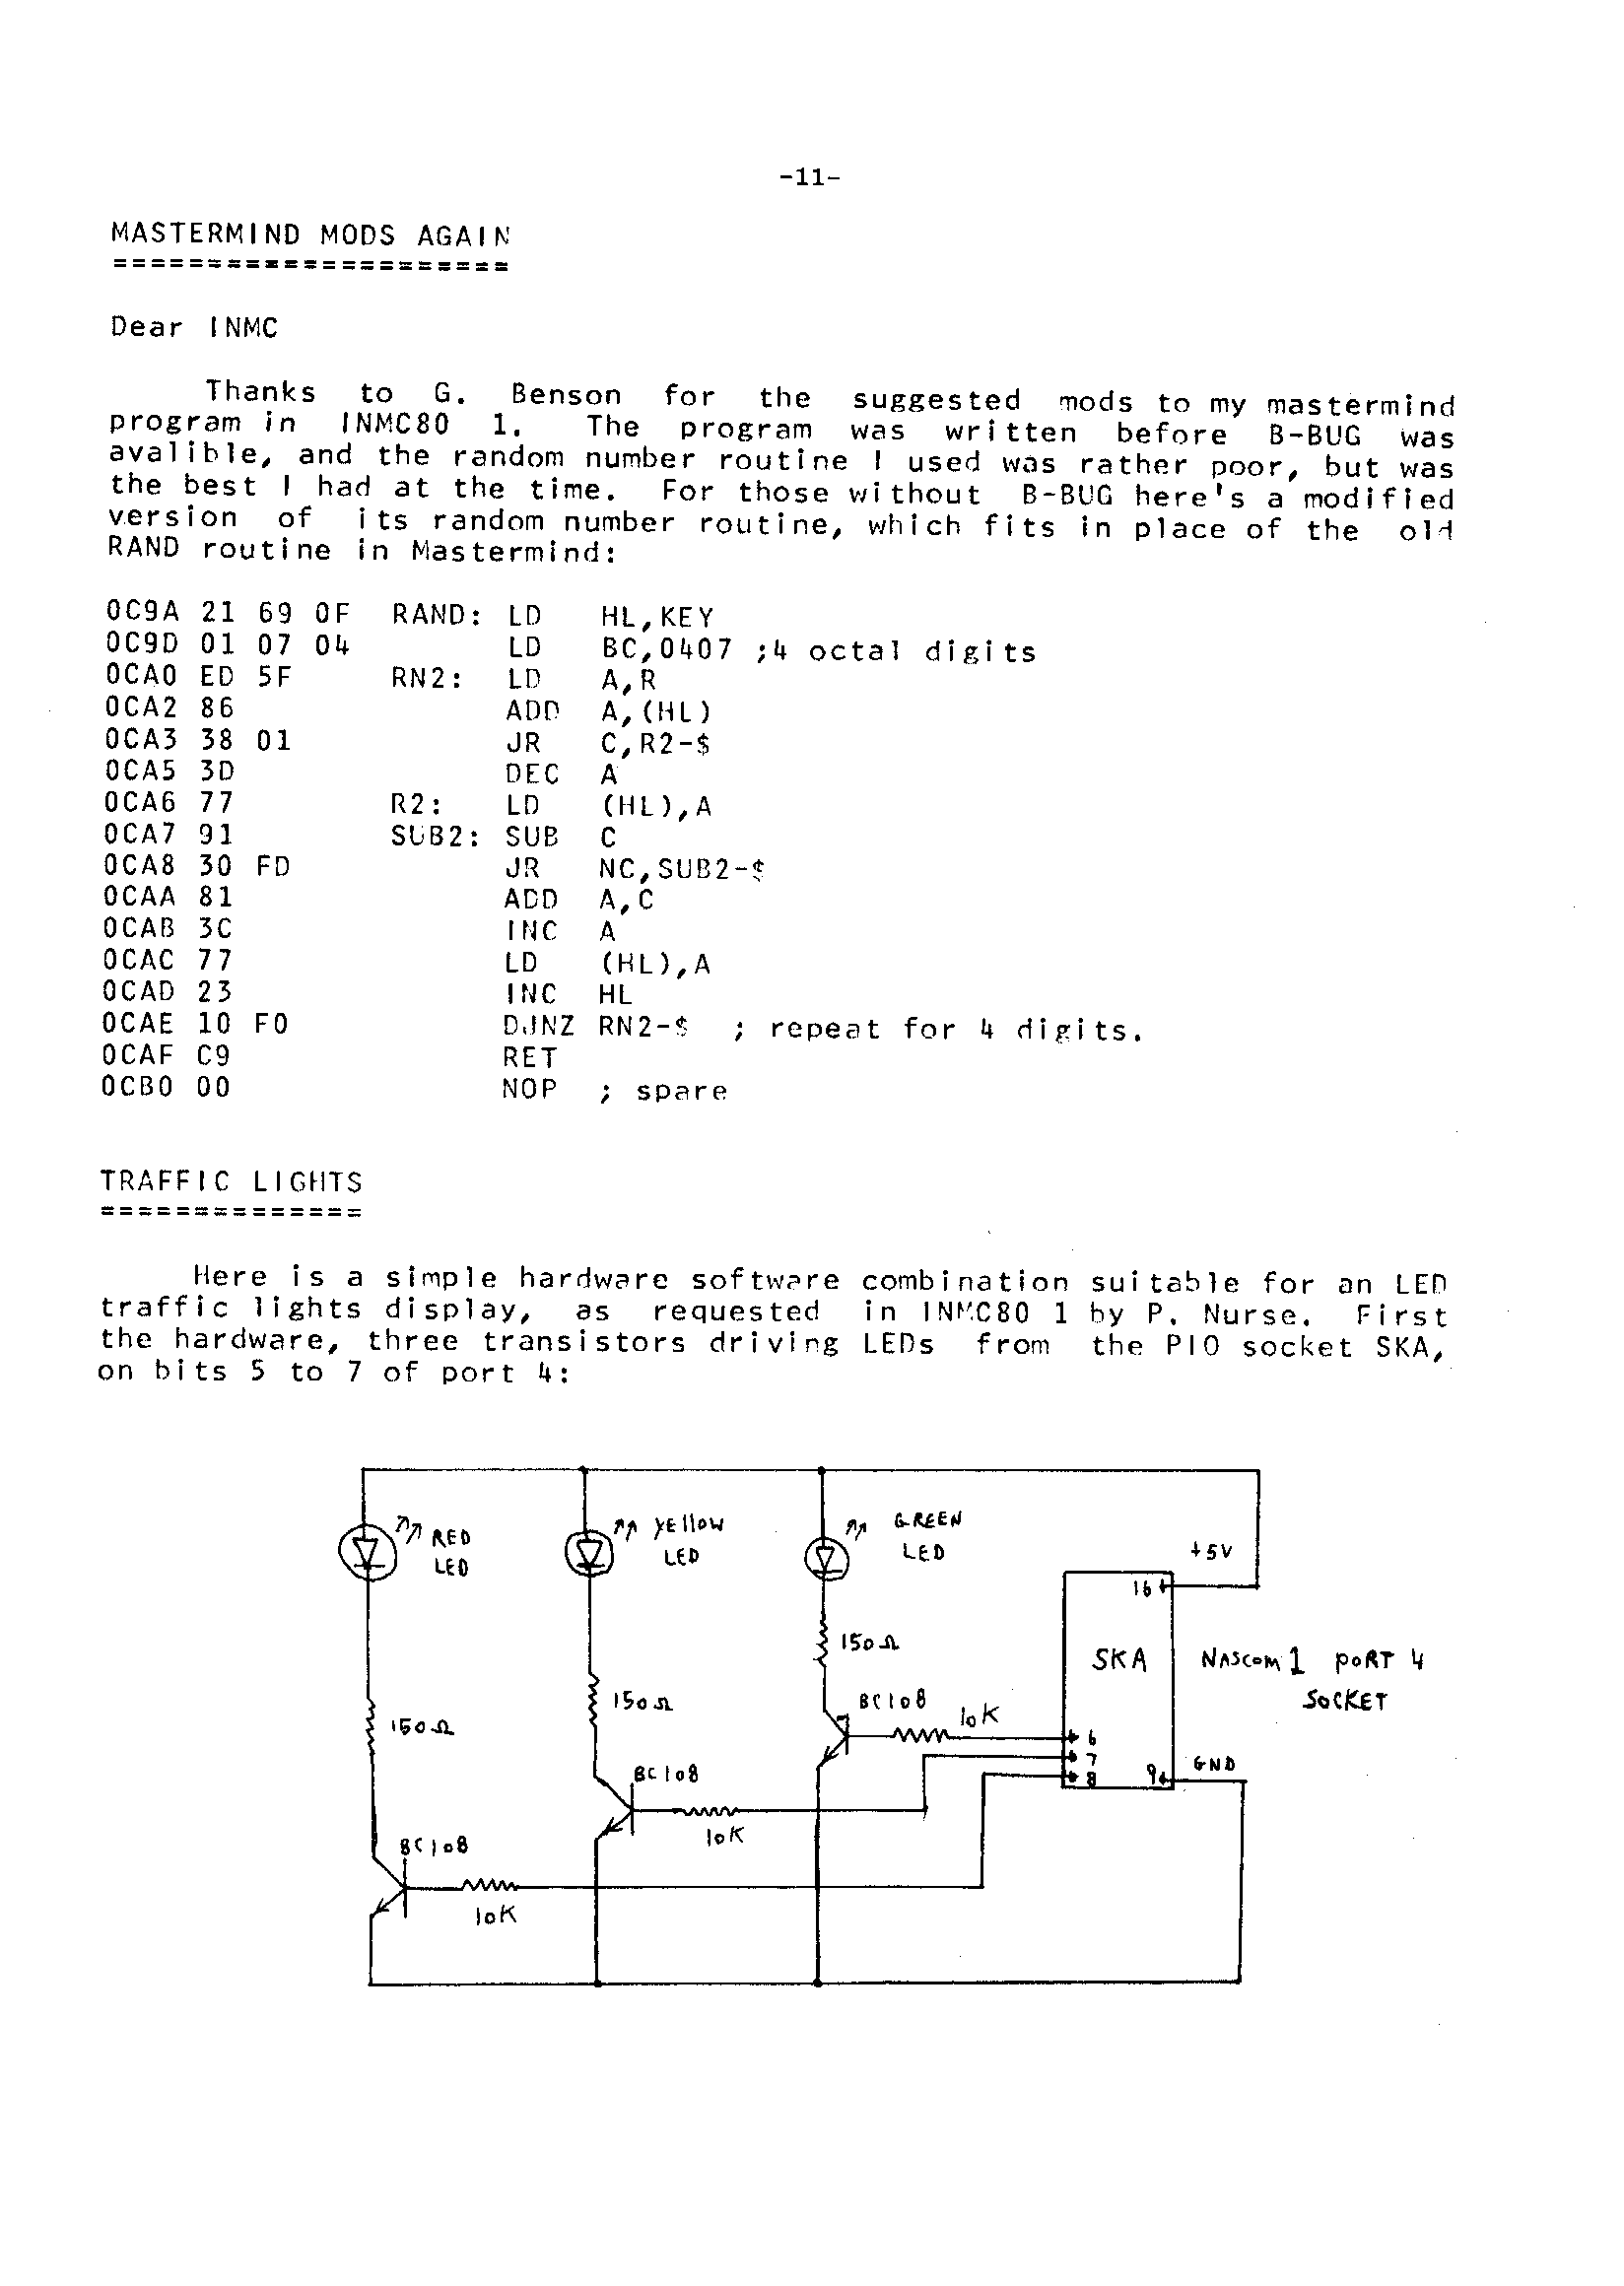 -11-
MASTERMIND MODS AGAIN
=====================
Dear INMC
Thanks to G. Benson for the suggested mods to my mastermind
program in INMC80 1. The program was written before B-BUG was
avalible, and the random number routine I used was rather poor, but was
the best I had at the time. For those without B-BUG here's a modified
version of its random number routine, which fits in place of the old
RAND routine in Mastermind:
0C9A 21 69 0F RAND: LD HL,KEY
0C9D 01 07 04 LD BC,0407 ;4 octal digits
0CA0 ED 5F RN2: LD A,R
0CA2 86 ADD A,(HL)
0CA3 38 01 JR C,R2-$
0CA5 3D DEC A
0CA6 77 R2: LD (HL),A
0CA7 91 SUB2: SUB C
0CA8 30 FD JR NC,SUB2-$
0CAA 81 ADD A,C
0CAB 3C INC A
0CAC 77 LD (HL),A
0CAD 23 INC HL
0CAE 10 F0 DJNZ RN2-$ ; repeat for 4 digits.
0CAF C9 RET
0CB0 00 NOP ; spare
TRAFFIC LIGHTS
==============
Here is a simple hardware software combination suitable for an LED
traffic lights display, as requested in INMC80 1 by P. Nurse. First
the hardware, three transistors driving LEDs from the PIO socket SKA,
on bits 5 to 7 of port 4:
RED
LED
YEllOW
LED
GREEN
LED
+5V
16
SKA
NASCOM 1 PORT 4
SOCKET
150Ω
150Ω
150Ω
BC108
10K
6
7
8
9
GND
BC108
10K
BC108
10K